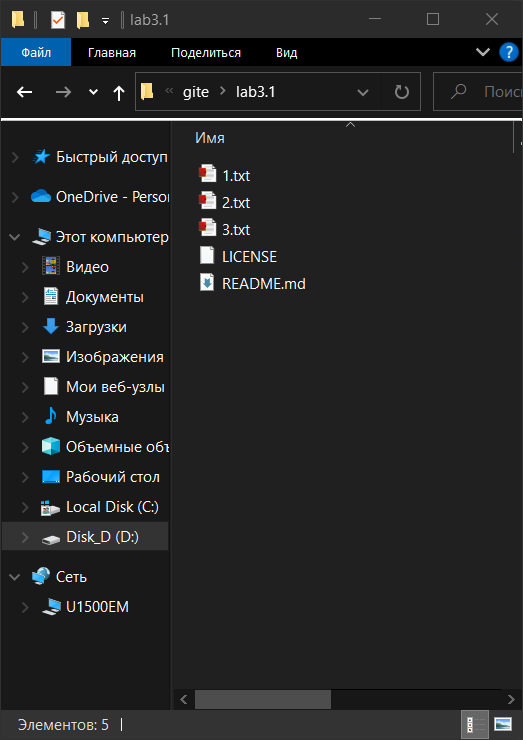 lab3.1
Файл Главная Поделиться Вид
gite lab3.1 Поис
Имя
Быстрый доступ
OneDrive - Perso
Этот компьютер
Видео
Документы
Загрузки
Изображения
Мои веб-узлы
Музыка
Объемные объ
Рабочий стол
Local Disk (C:)
Disk_D (D:)
Сеть
U1500EM
1.txt
2.txt
3.txt
LICENSE
README.md
Элементов: 5